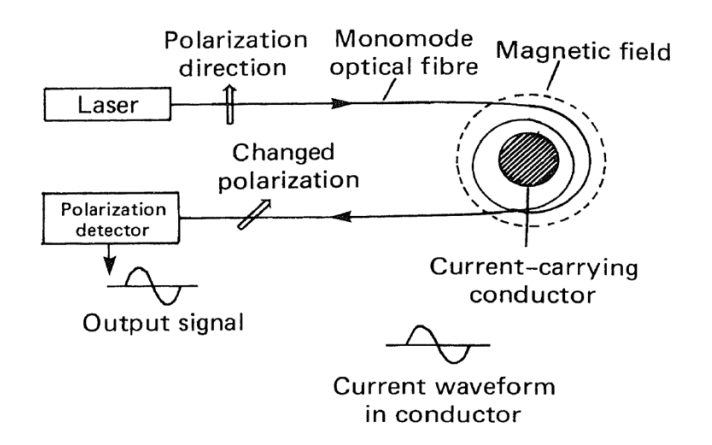 Polarization
direction
Monomode
optical fibre
Magnetic field
Laser
Changed
polarization
Polarization
detector
Current-carrying
conductor
Output signal
Current waveform
in conductor